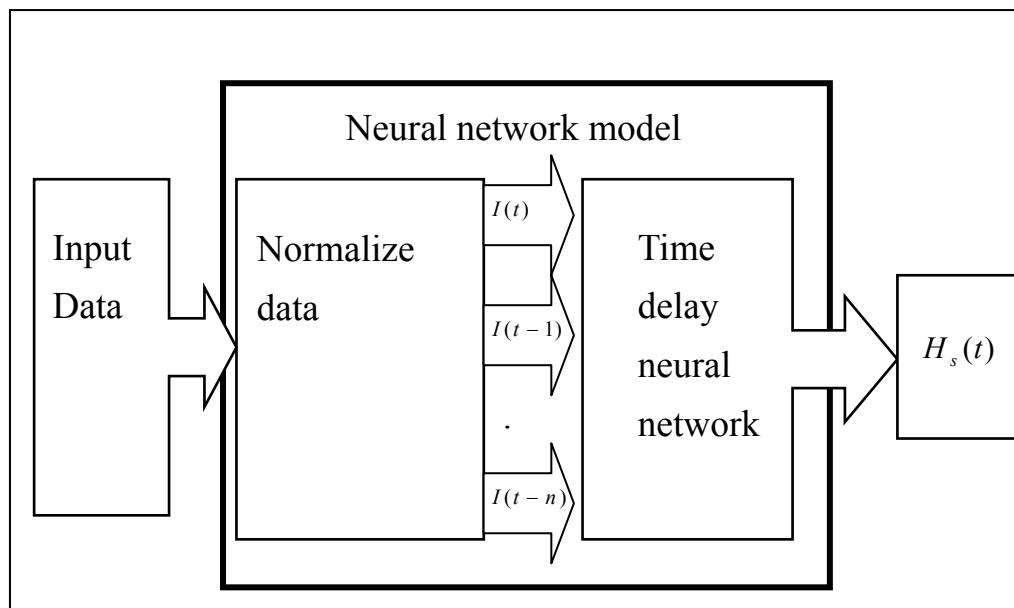 Neural network model
Input
Data
Normalize
data
I(t)
I(t − 1)
.
I(t − n)
Time
delay
neural
network
H_s(t)